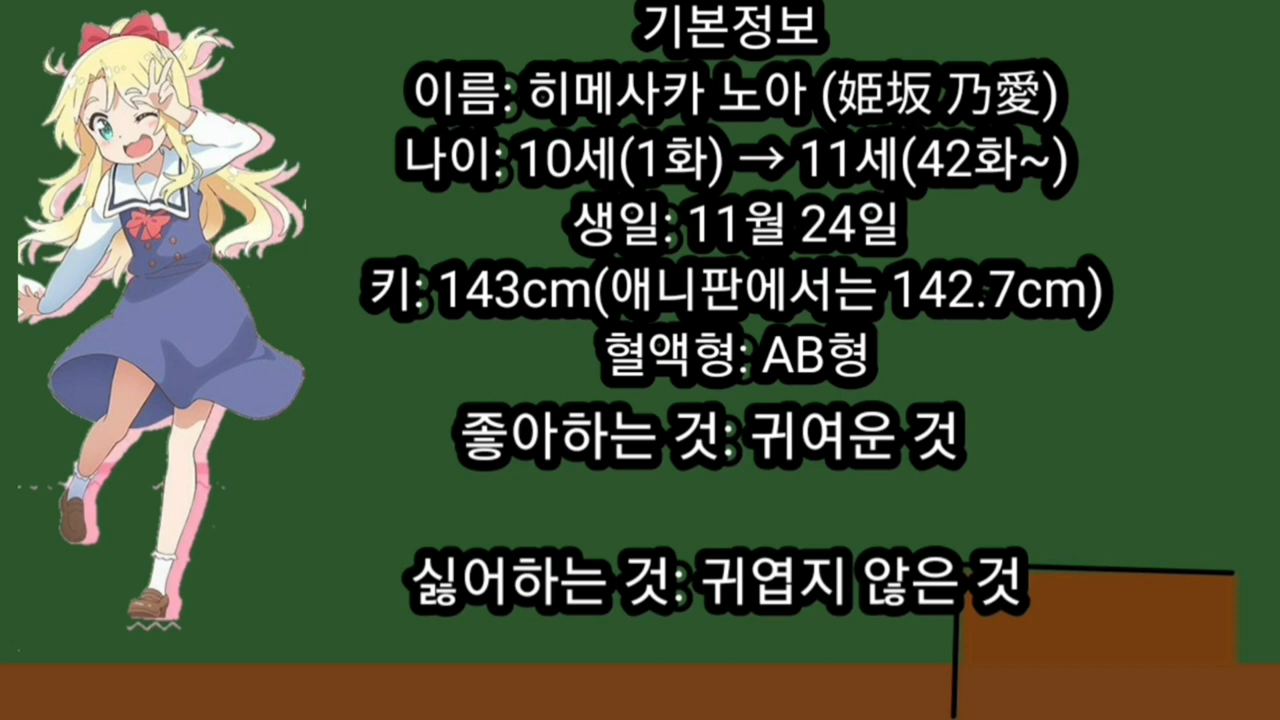 기본정보
이름: 히메사카 노아 (姫坂 乃愛)
나이: 10세(1화) → 11세(42화~)
생일: 11월 24일
키: 143cm(애니판에서는 142.7cm)
혈액형: AB형
좋아하는 것: 귀여운 것
싫어하는 것: 귀엽지 않은 것